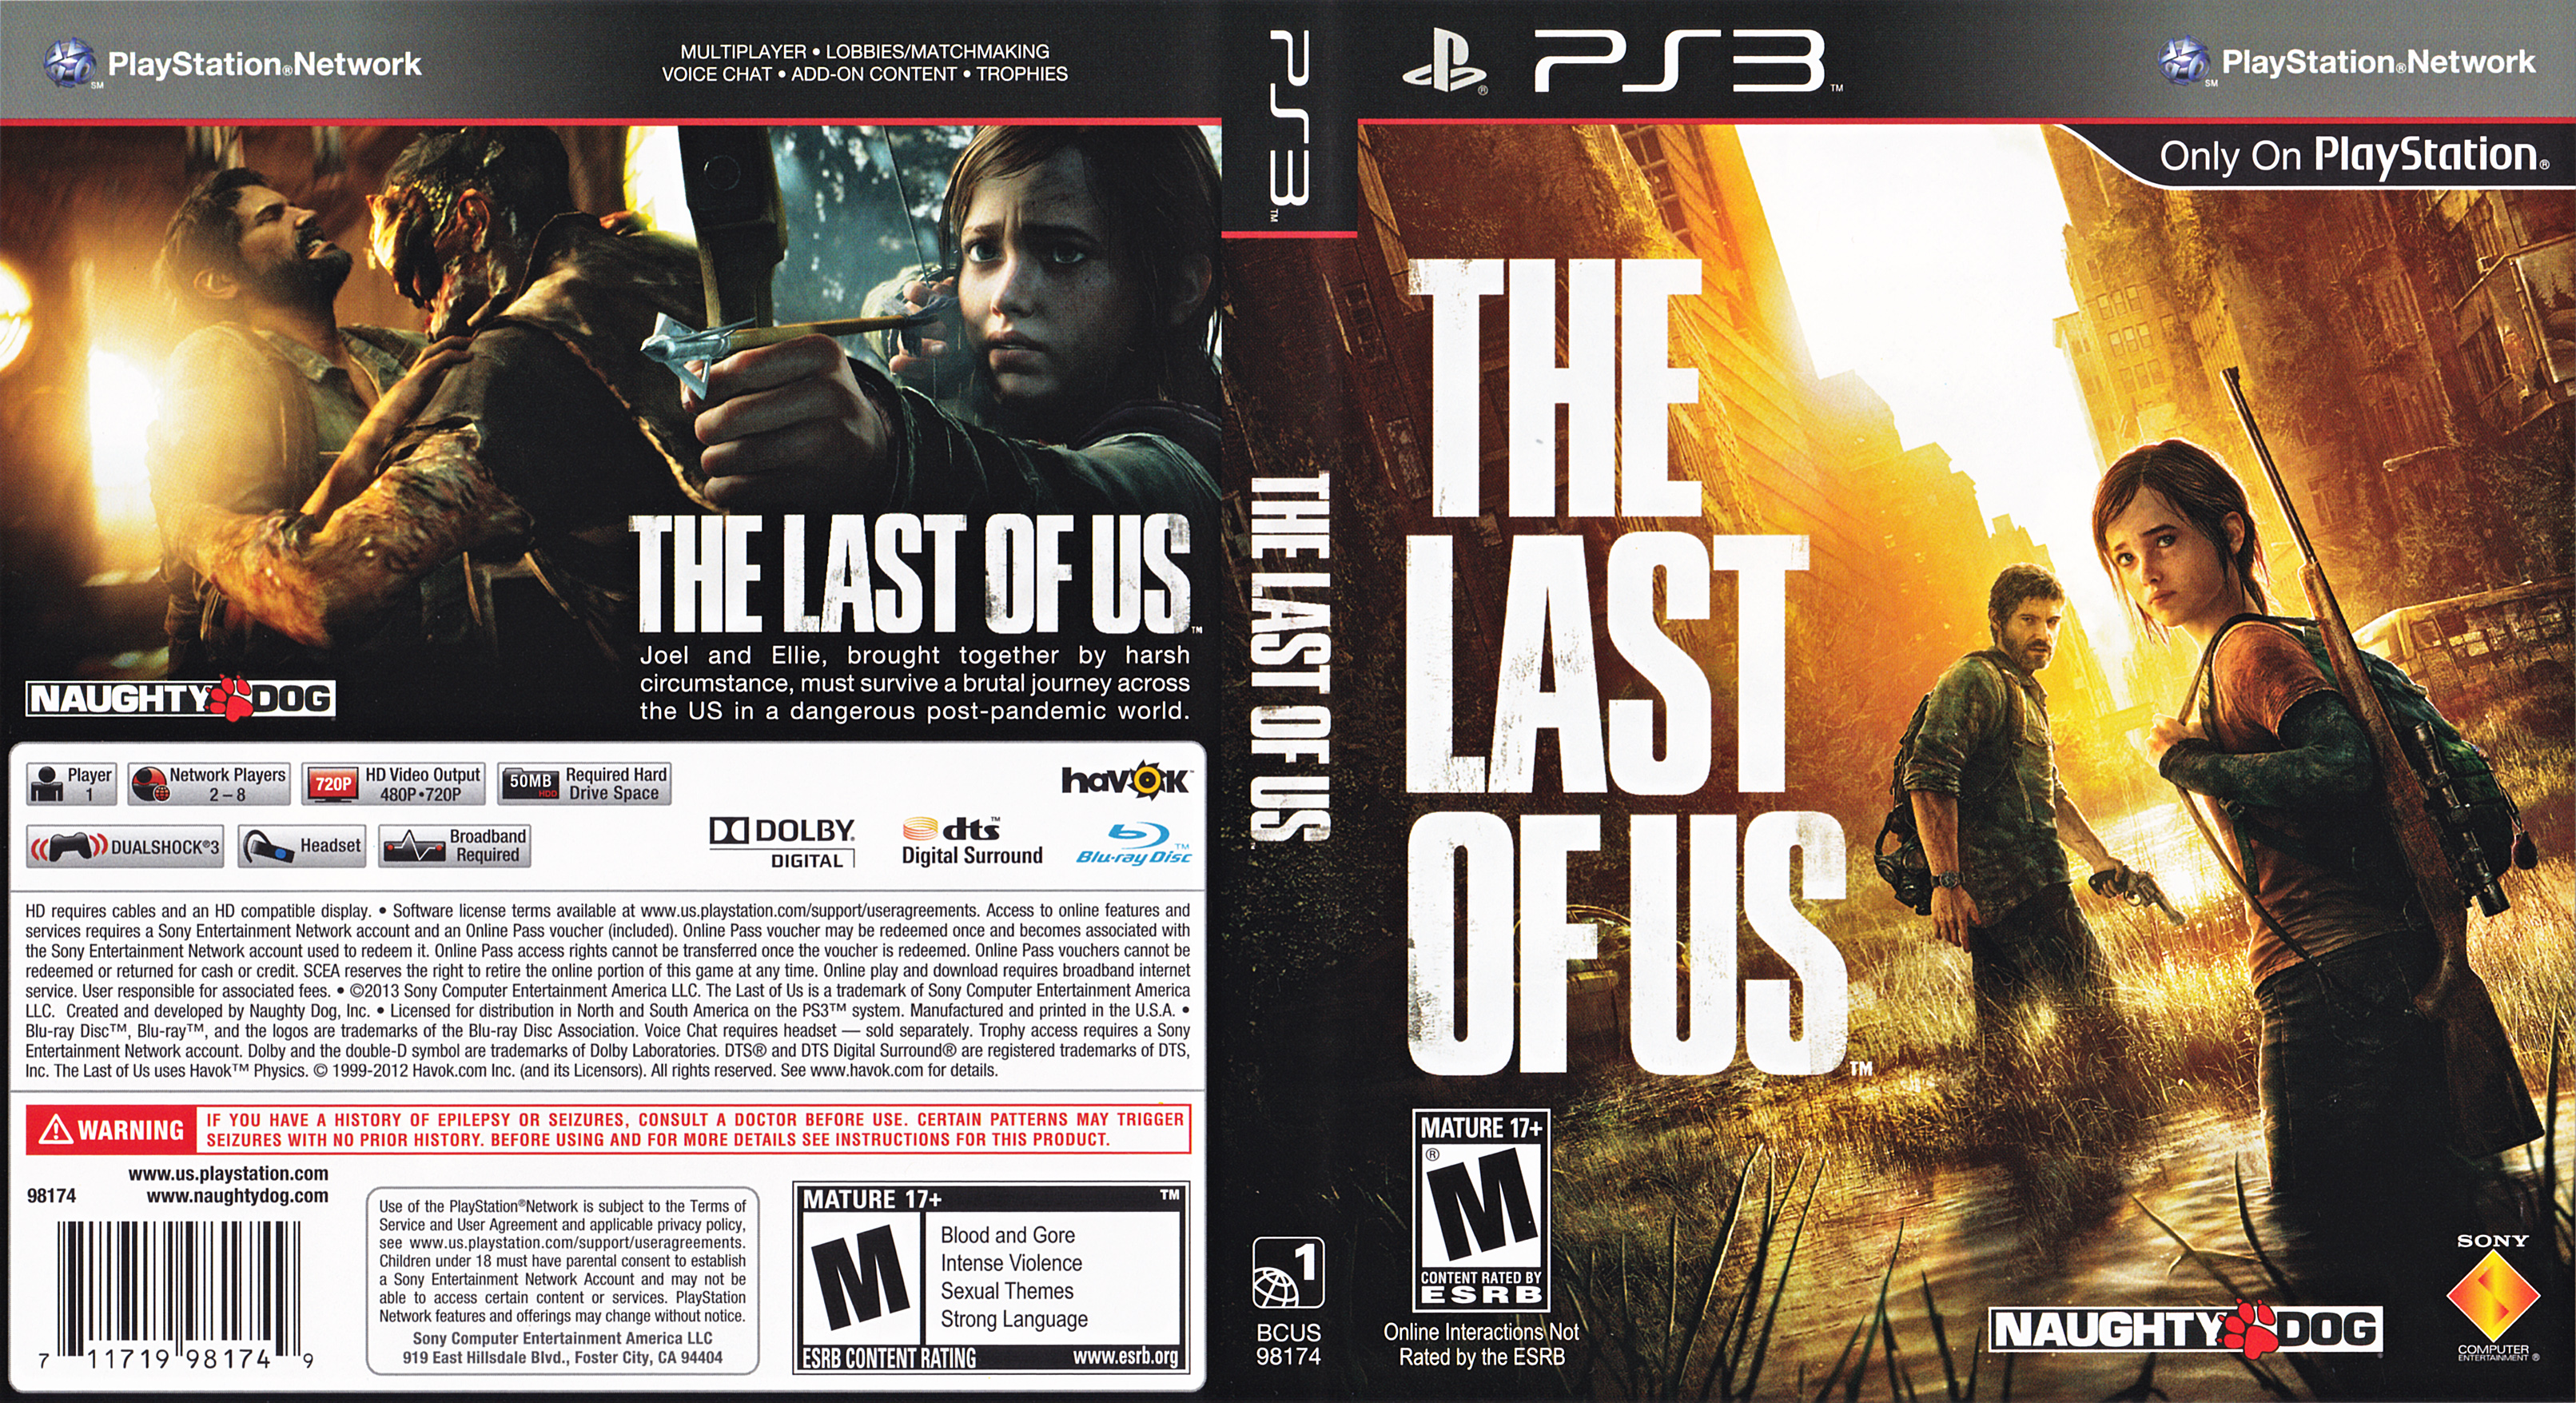 PlayStation®Network
SM
MULTIPLAYER • LOBBIES/MATCHMAKING
VOICE CHAT • ADD-ON CONTENT • TROPHIES
THE LAST OF US™
Joel and Ellie, brought together by harsh
circumstance, must survive a brutal journey across
the US in a dangerous post-pandemic world.
NAUGHTY DOG
Player
1
Network Players
2 – 8
720P
HD Video Output
480P•720P
50MB
HDD
Required Hard
Drive Space
havok™
DUALSHOCK®3
Headset
Broadband
Required
DOLBY®
DIGITAL
dts™
Digital Surround
Blu-ray Disc™
HD requires cables and an HD compatible display. • Software license terms available at www.us.playstation.com/support/useragreements. Access to online features and
services requires a Sony Entertainment Network account and an Online Pass voucher (included). Online Pass voucher may be redeemed once and becomes associated with
the Sony Entertainment Network account used to redeem it. Online Pass access rights cannot be transferred once the voucher is redeemed. Online Pass vouchers cannot be
redeemed or returned for cash or credit. SCEA reserves the right to retire the online portion of this game at any time. Online play and download requires broadband internet
service. User responsible for associated fees. • ©2013 Sony Computer Entertainment America LLC. The Last of Us is a trademark of Sony Computer Entertainment America
LLC. Created and developed by Naughty Dog, Inc. • Licensed for distribution in North and South America on the PS3™ system. Manufactured and printed in the U.S.A. •
Blu-ray Disc™, Blu-ray™, and the logos are trademarks of the Blu-ray Disc Association. Voice Chat requires headset — sold separately. Trophy access requires a Sony
Entertainment Network account. Dolby and the double-D symbol are trademarks of Dolby Laboratories. DTS® and DTS Digital Surround® are registered trademarks of DTS,
Inc. The Last of Us uses Havok™ Physics. © 1999-2012 Havok.com Inc. (and its Licensors). All rights reserved. See www.havok.com for details.
WARNING
IF YOU HAVE A HISTORY OF EPILEPSY OR SEIZURES, CONSULT A DOCTOR BEFORE USE. CERTAIN PATTERNS MAY TRIGGER
SEIZURES WITH NO PRIOR HISTORY. BEFORE USING AND FOR MORE DETAILS SEE INSTRUCTIONS FOR THIS PRODUCT.
www.us.playstation.com
98174
www.naughtydog.com
7 11719 98174 9
Use of the PlayStation®Network is subject to the Terms of
Service and User Agreement and applicable privacy policy,
see www.us.playstation.com/support/useragreements.
Children under 18 must have parental consent to establish
a Sony Entertainment Network Account and may not be
able to access certain content or services. PlayStation
Network features and offerings may change without notice.
Sony Computer Entertainment America LLC
919 East Hillsdale Blvd., Foster City, CA 94404
MATURE 17+ ™
M
Blood and Gore
Intense Violence
Sexual Themes
Strong Language
ESRB CONTENT RATING
www.esrb.org
PS3™
THE LAST OF US™
1
BCUS
98174
PS3™
PlayStation®Network
SM
Only On PlayStation®
THE
LAST
OF US™
MATURE 17+
®
M
CONTENT RATED BY
ESRB
Online Interactions Not
Rated by the ESRB
NAUGHTY DOG
SONY
COMPUTER
ENTERTAINMENT®